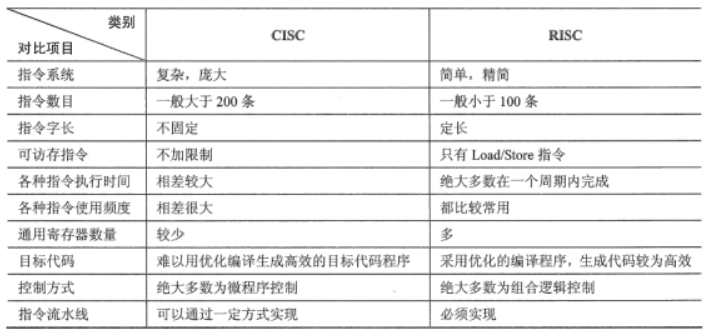 类别
对比项目 CISC RISC
指令系统 复杂，庞大 简单，精简
指令数目 一般大于 200 条 一般小于 100 条
指令字长 不固定 定长
可访存指令 不加限制 只有 Load/Store 指令
各种指令执行时间 相差较大 绝大多数在一个周期内完成
各种指令使用频度 相差很大 都比较常用
通用寄存器数量 较少 多
目标代码 难以用优化编译生成高效的目标代码程序 采用优化的编译程序，生成代码较为高效
控制方式 绝大多数为微程序控制 绝大多数为组合逻辑控制
指令流水线 可以通过一定方式实现 必须实现